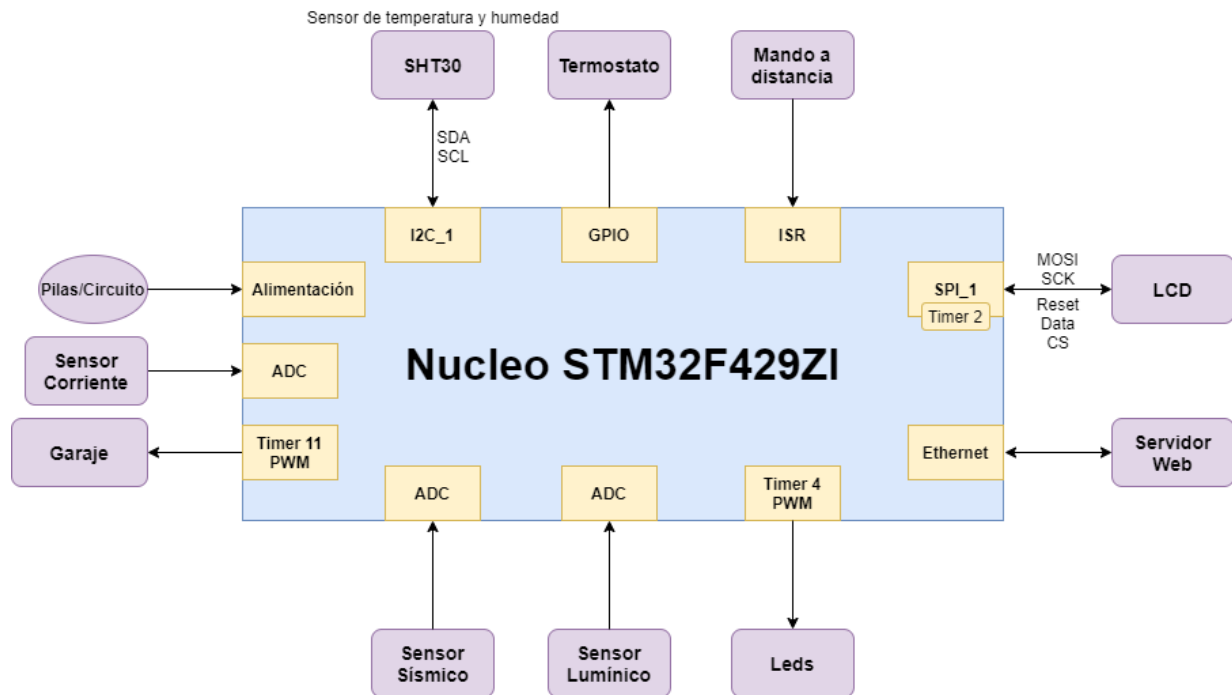 Sensor de temperatura y humedad
SHT30
Termostato
Mando a
distancia
SDA
SCL
I2C_1
GPIO
ISR
Pilas/Circuito
Alimentación
SPI_1
Timer 2
MOSI
SCK
Reset
Data
CS
LCD
Sensor
Corriente
ADC
Nucleo STM32F429ZI
Garaje
Timer 11
PWM
Ethernet
Servidor
Web
ADC
ADC
Timer 4
PWM
Sensor
Sísmico
Sensor
Lumínico
Leds